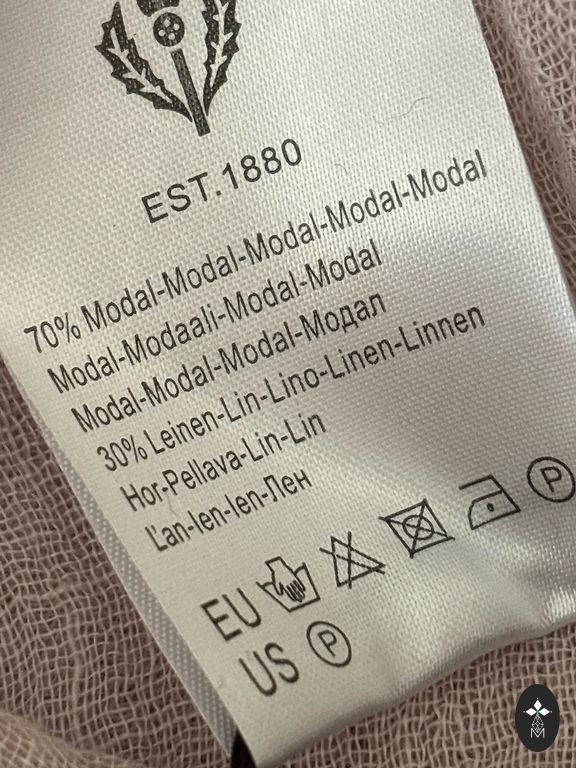 EST.1880
70% Modal-Modal-Modal-Modal-Modal
Modal-Modaali-Modal-Modal
Modal-Modal-Modal-Модал
30% Leinen-Lin-Lino-Linen-Linnen
Hor-Pellava-Lin-Lin
L'an-len-len-Лен
EU P
US P
M